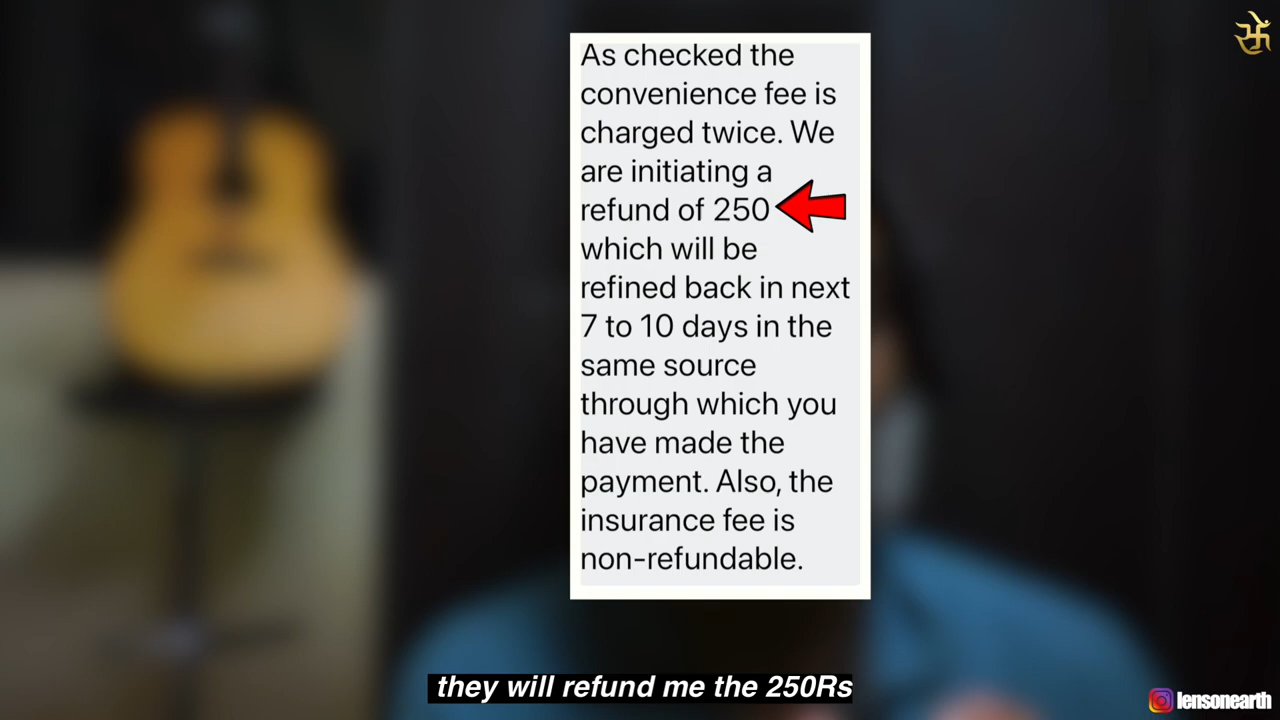 As checked the
convenience fee is
charged twice. We
are initiating a
refund of 250
which will be
refined back in next
7 to 10 days in the
same source
through which you
have made the
payment. Also, the
insurance fee is
non-refundable.
they will refund me the 250Rs
lensonearth